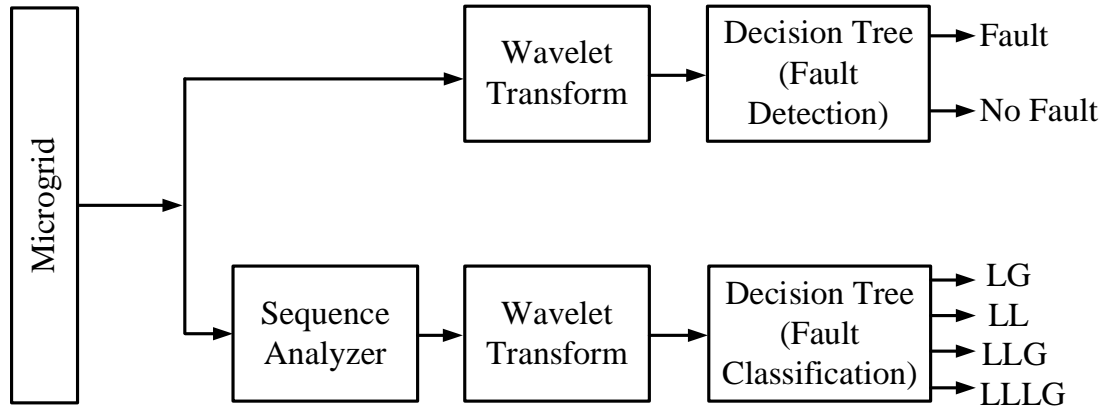 Microgrid
Wavelet
Transform
Decision Tree
(Fault
Detection)
Fault
No Fault
Sequence
Analyzer
Wavelet
Transform
Decision Tree
(Fault
Classification)
LG
LL
LLG
LLLG